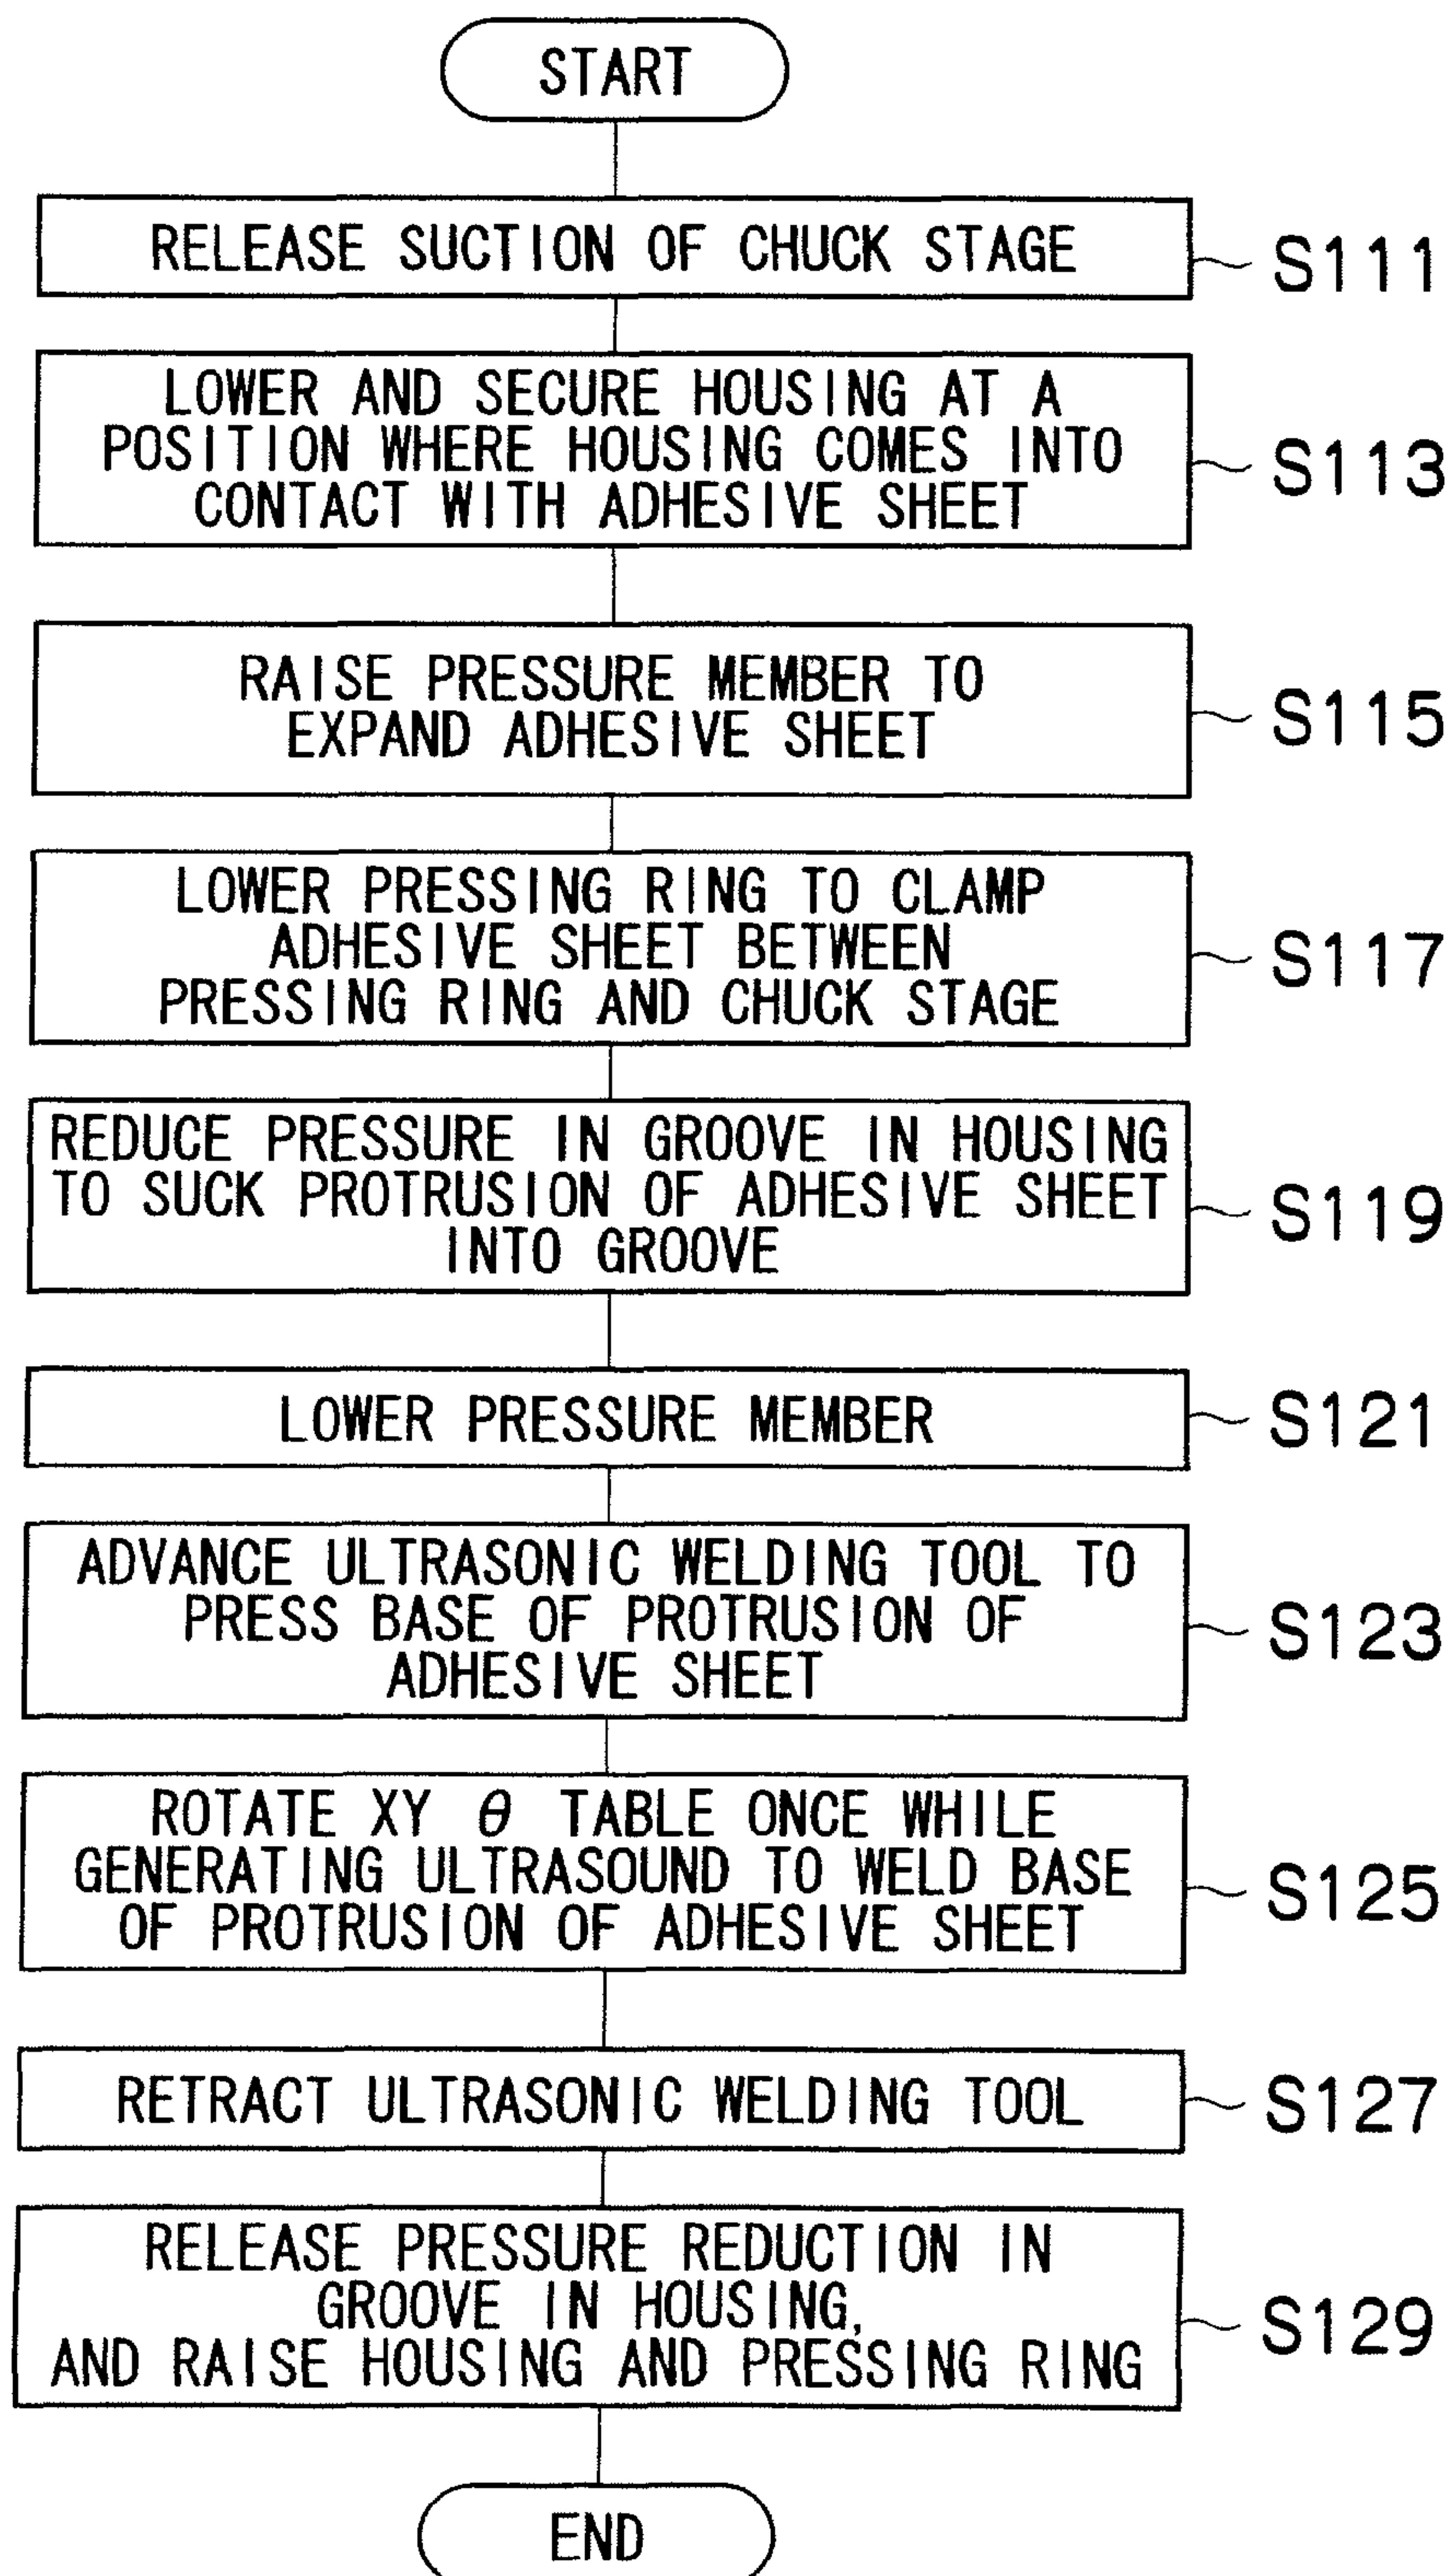 START
RELEASE SUCTION OF CHUCK STAGE
S111
LOWER AND SECURE HOUSING AT A
POSITION WHERE HOUSING COMES INTO
CONTACT WITH ADHESIVE SHEET
S113
RAISE PRESSURE MEMBER TO
EXPAND ADHESIVE SHEET
S115
LOWER PRESSING RING TO CLAMP
ADHESIVE SHEET BETWEEN
PRESSING RING AND CHUCK STAGE
S117
REDUCE PRESSURE IN GROOVE IN HOUSING
TO SUCK PROTRUSION OF ADHESIVE SHEET
INTO GROOVE
S119
LOWER PRESSURE MEMBER
S121
ADVANCE ULTRASONIC WELDING TOOL TO
PRESS BASE OF PROTRUSION OF
ADHESIVE SHEET
S123
ROTATE XY θ TABLE ONCE WHILE
GENERATING ULTRASOUND TO WELD BASE
OF PROTRUSION OF ADHESIVE SHEET
S125
RETRACT ULTRASONIC WELDING TOOL
S127
RELEASE PRESSURE REDUCTION IN
GROOVE IN HOUSING,
AND RAISE HOUSING AND PRESSING RING
S129
END